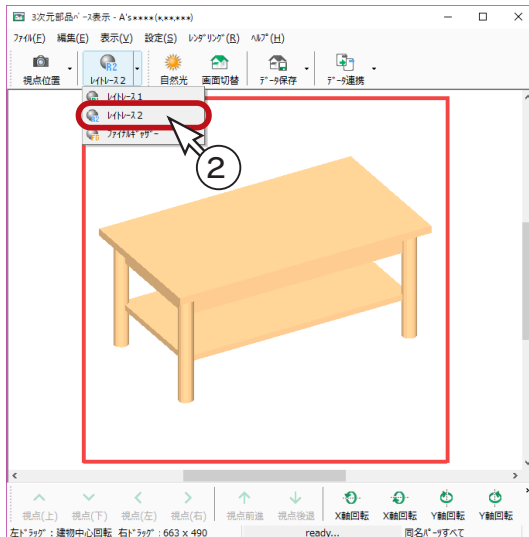 3次元部品ﾊﾟｰｽ表示 - A's****(*.**,***)
ﾌｧｲﾙ(F) 編集(E) 表示(V) 設定(S) ﾚﾝﾀﾞﾘﾝｸﾞ(R) ﾍﾙﾌﾟ(H)
R2
視点位置 ﾚｲﾄﾚｰｽ2 自然光 画面切替 ﾃﾞｰﾀ保存 ﾃﾞｰﾀ連携
ﾚｲﾄﾚｰｽ1
R2 ﾚｲﾄﾚｰｽ2
ﾌｧｲﾅﾙｷﾞｬｻﾞｰ
2
視点(上) 視点(下) 視点(左) 視点(右) 視点前進 視点後退 X軸回転 X軸回転 Y軸回転 Y軸回転
左ﾄﾞﾗｯｸﾞ：建物中心回転 右ﾄﾞﾗｯｸﾞ：663 x 490 ready... 同名ﾊﾟｰﾂすべて